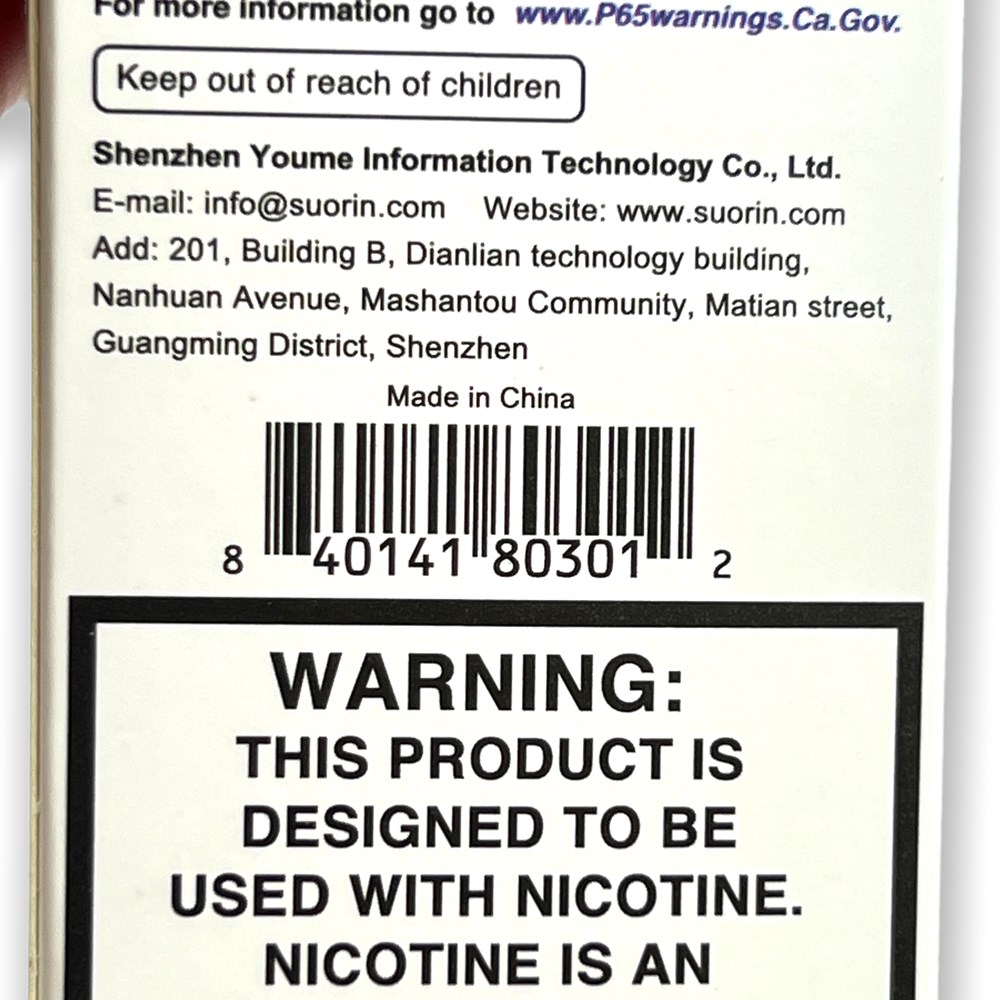 For more information go to www.P65warnings.Ca.Gov.
Keep out of reach of children
Shenzhen Youme Information Technology Co., Ltd.
E-mail: info@suorin.com Website: www.suorin.com
Add: 201, Building B, Dianlian technology building,
Nanhuan Avenue, Mashantou Community, Matian street,
Guangming District, Shenzhen
Made in China
8 40141 80301 2
WARNING:
THIS PRODUCT IS
DESIGNED TO BE
USED WITH NICOTINE.
NICOTINE IS AN